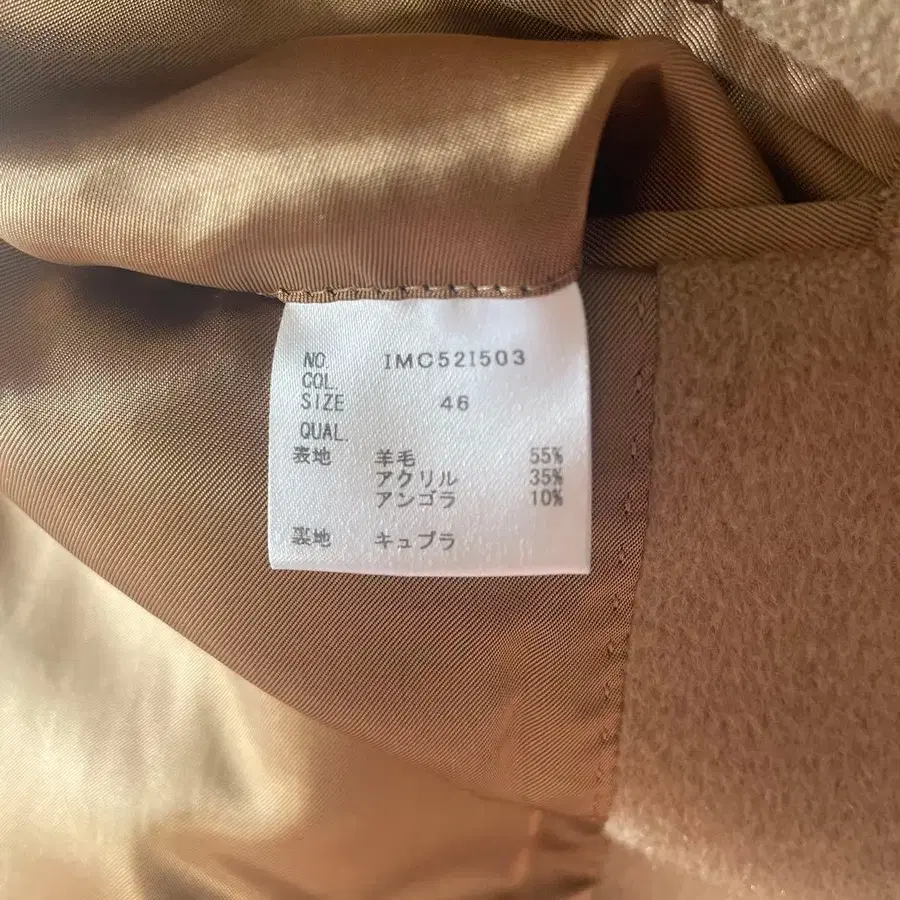 NO. IMC52I503
COL.
SIZE 46
QUAL.
表地 羊毛 55%
アクリル 35%
アンゴラ 10%
裏地 キュプラ